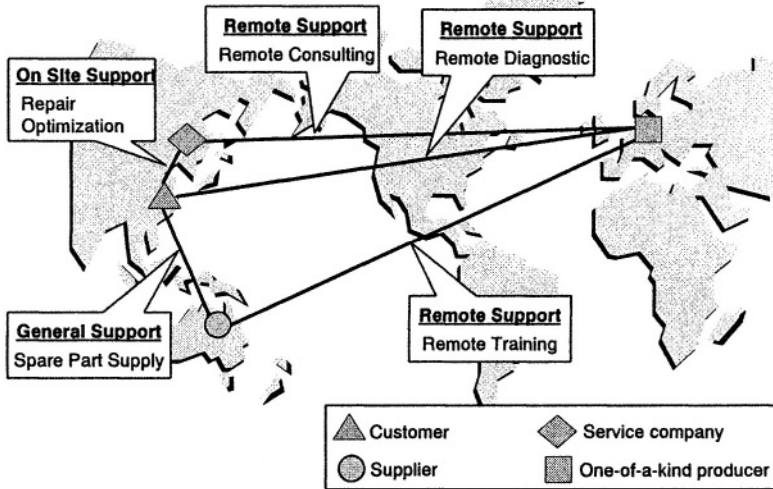 Remote Support
Remote Consulting
Remote Support
Remote Diagnostic
On Site Support
Repair
Optimization
General Support
Spare Part Supply
Remote Support
Remote Training
Customer
Service company
Supplier
One-of-a-kind producer